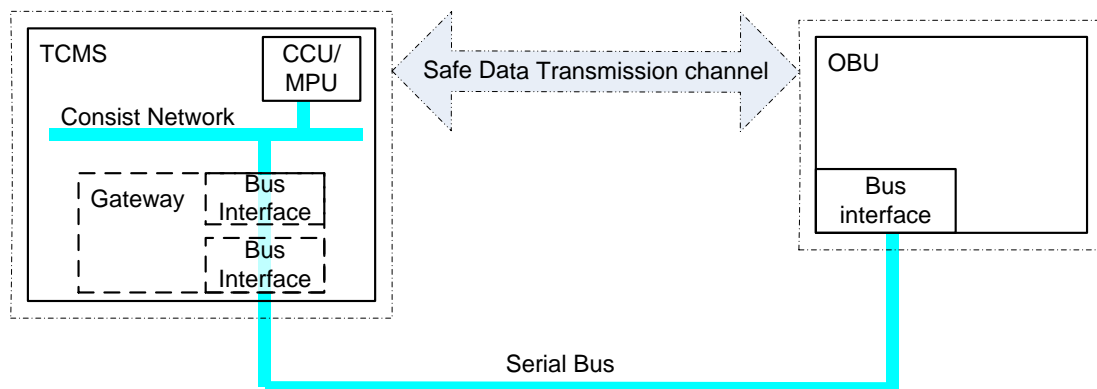 TCMS
CCU/
MPU
Safe Data Transmission channel
OBU
Consist Network
Gateway
Bus
Interface
Bus
Interface
Bus
interface
Serial Bus